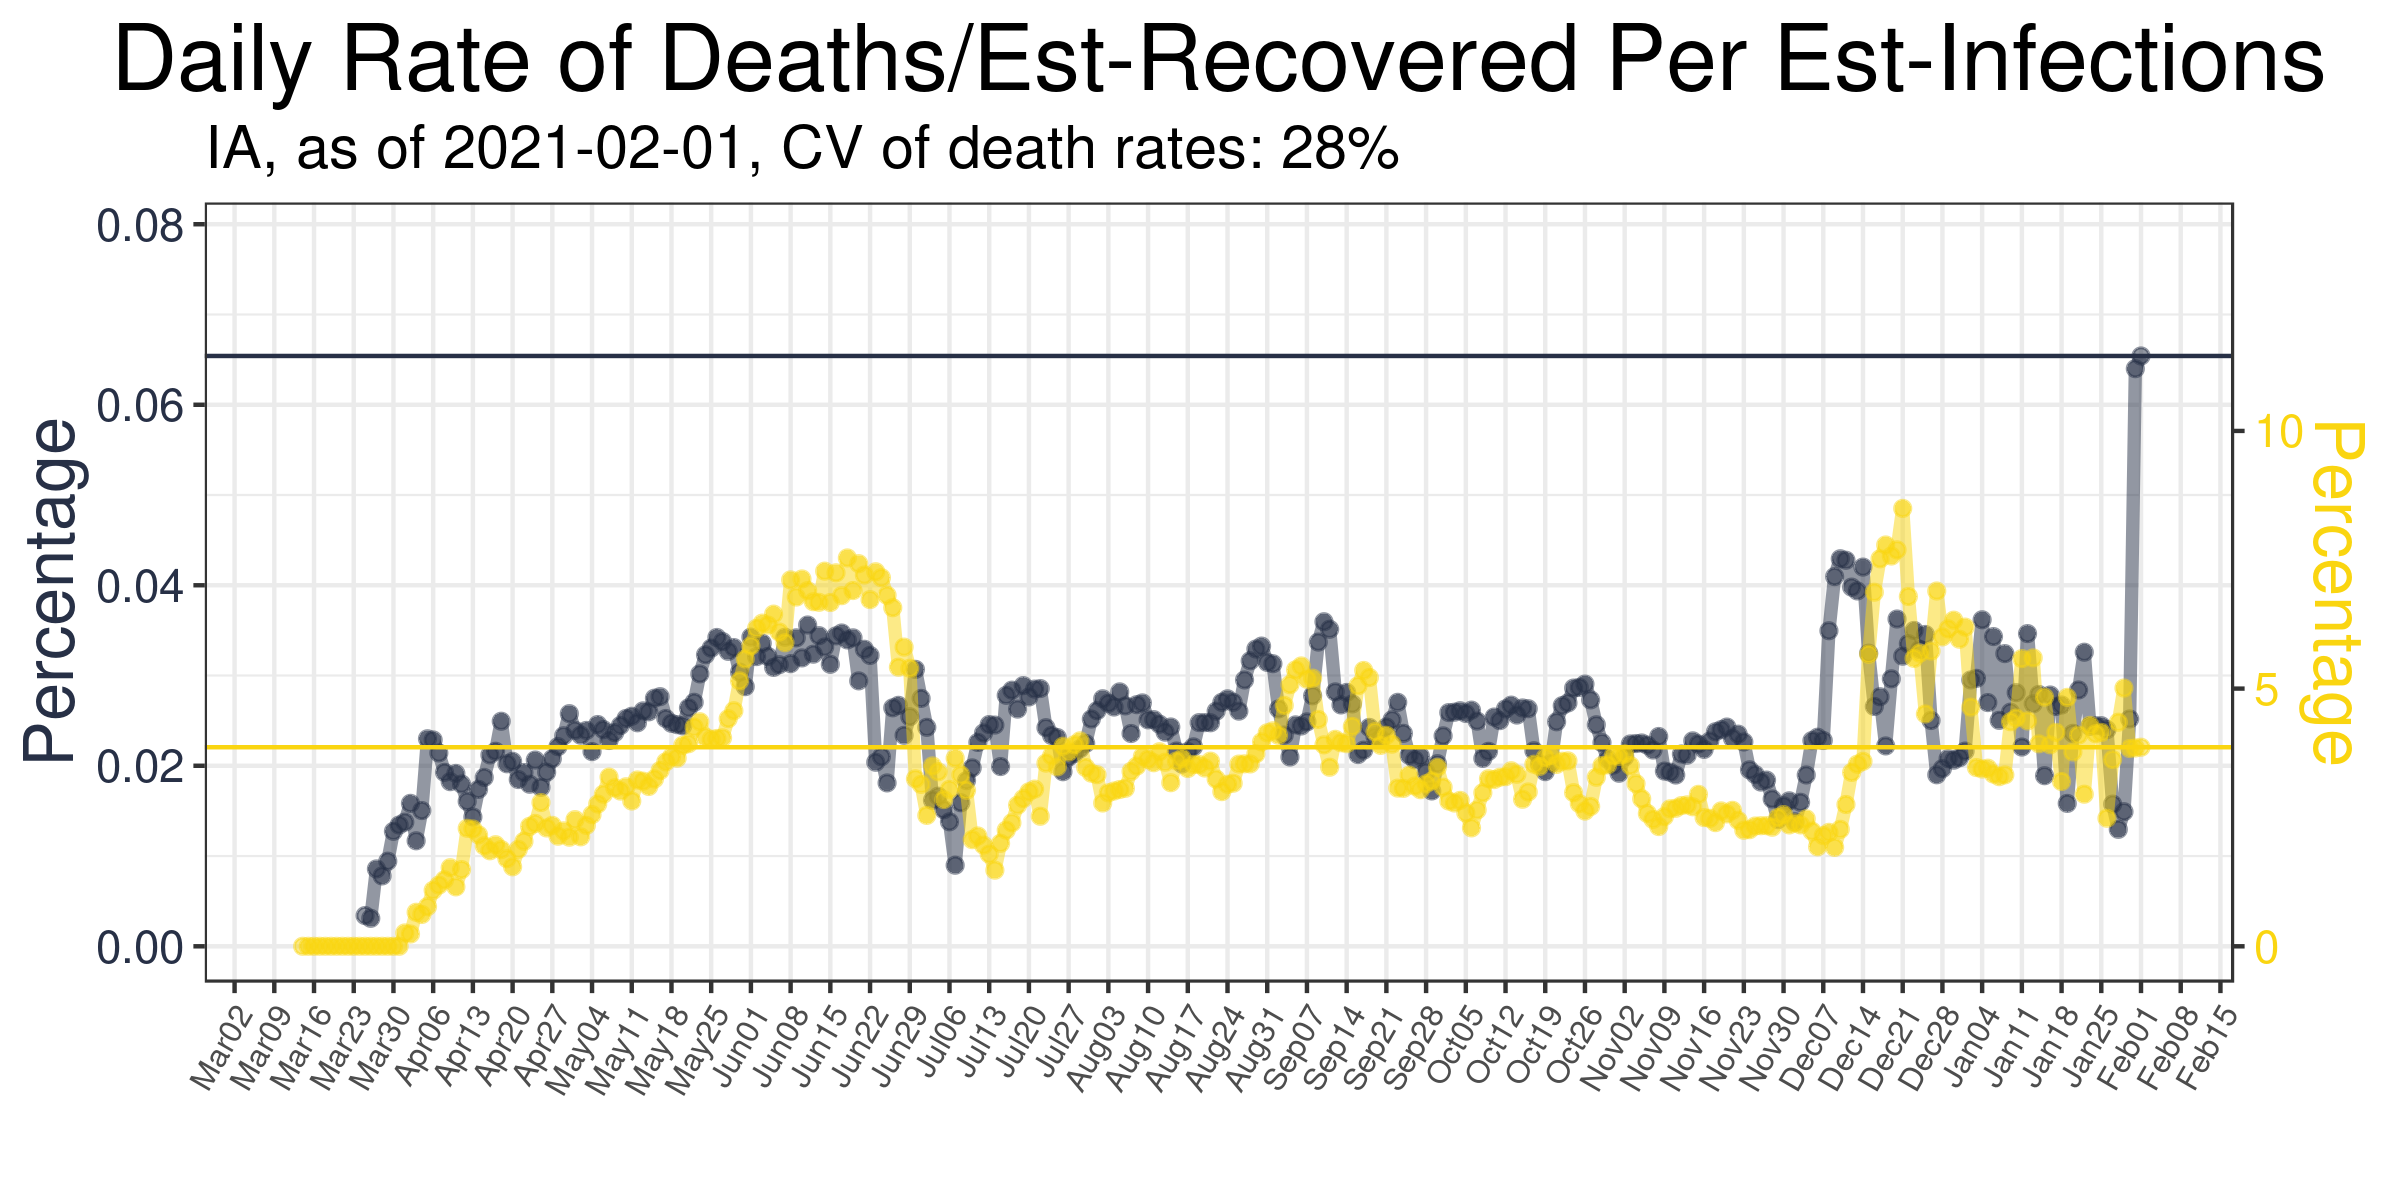 Daily Rate of Deaths/Est-Recovered Per Est-Infections
IA, as of 2021-02-01, CV of death rates: 28%
Percentage
0.08
0.06
0.04
0.02
0.00
10
5
0
Percentage
Mar02
Mar09
Mar16
Mar23
Mar30
Apr06
Apr13
Apr20
Apr27
May04
May11
May18
May25
Jun01
Jun08
Jun15
Jun22
Jun29
Jul06
Jul13
Jul20
Jul27
Aug03
Aug10
Aug17
Aug24
Aug31
Sep07
Sep14
Sep21
Sep28
Oct05
Oct12
Oct19
Oct26
Nov02
Nov09
Nov16
Nov23
Nov30
Dec07
Dec14
Dec21
Dec28
Jan04
Jan11
Jan18
Jan25
Feb01
Feb08
Feb15